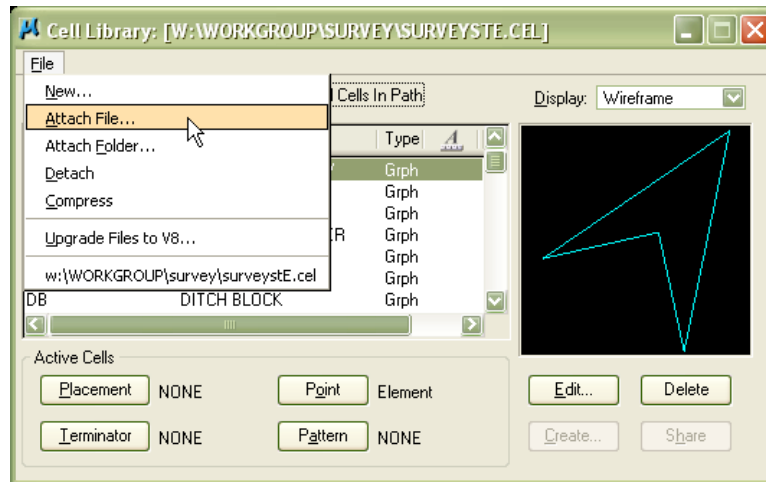 Cell Library: [W:\WORKGROUP\SURVEY\SURVEYSTE.CEL]
File
New...
Cells In Path
Display: Wireframe
Attach File...
Attach Folder...
Type
Detach
Grph
Compress
Grph
Grph
Upgrade Files to V8...
ER Grph
Grph
w:\WORKGROUP\survey\surveystE.cel
Grph
DB DITCH BLOCK Grph
Active Cells
Placement NONE Point Element
Edit... Delete
Terminator NONE Pattern NONE
Create... Share